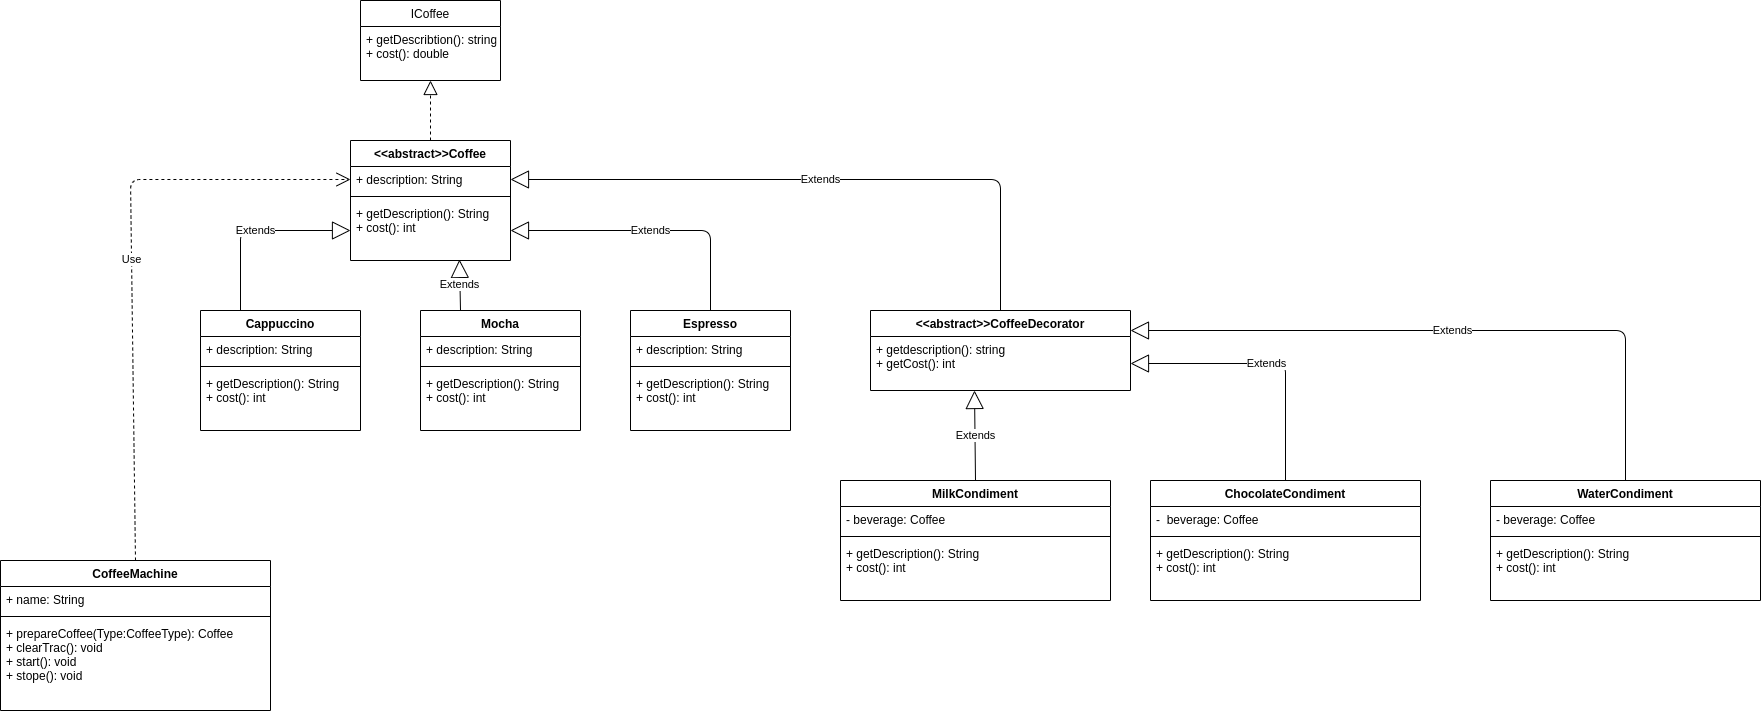 ICoffee
+ getDescribtion(): string
+ cost(): double
<<abstract>>Coffee
+ description: String
+ getDescription(): String
+ cost(): int
Extends
Extends
Extends
Extends
Use
Cappuccino
+ description: String
+ getDescription(): String
+ cost(): int
Mocha
+ description: String
+ getDescription(): String
+ cost(): int
Espresso
+ description: String
+ getDescription(): String
+ cost(): int
<<abstract>>CoffeeDecorator
+ getdescription(): string
+ getCost(): int
Extends
Extends
Extends
MilkCondiment
- beverage: Coffee
+ getDescription(): String
+ cost(): int
ChocolateCondiment
-  beverage: Coffee
+ getDescription(): String
+ cost(): int
WaterCondiment
- beverage: Coffee
+ getDescription(): String
+ cost(): int
CoffeeMachine
+ name: String
+ prepareCoffee(Type:CoffeeType): Coffee
+ clearTrac(): void
+ start(): void
+ stope(): void